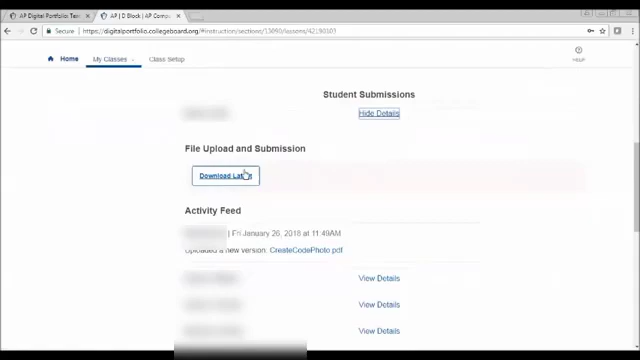 AP Digital Portfolio: Tea
AP | D Block | AP Compu
Secure
https://digitalportfolio.collegeboard.org/#instruction/sections/13090/lessons/42190103
Home
My Classes
Class Setup
HELP
Student Submissions
Hide Details
File Upload and Submission
Download Latest
Activity Feed
| Fri January 26, 2018 at 11:49AM
Uploaded a new version: CreateCodePhoto.pdf
View Details
View Details
View Details